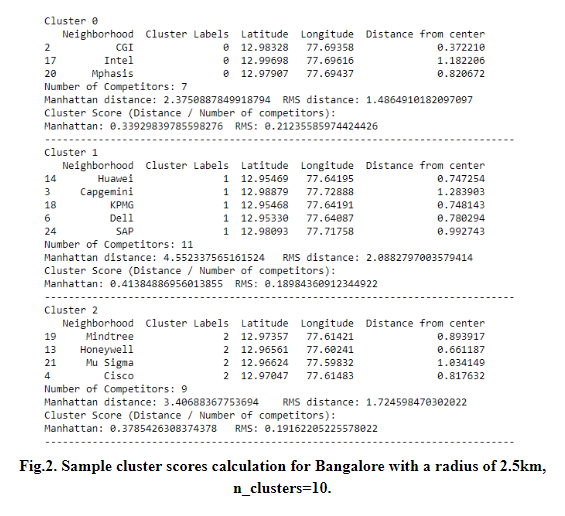 Cluster 0
Neighborhood Cluster Labels Latitude Longitude Distance from center
2 CGI 0 12.98328 77.69358 0.372210
17 Intel 0 12.99698 77.69616 1.182206
20 Mphasis 0 12.97907 77.69437 0.820672
Number of Competitors: 7
Manhattan distance: 2.3750887849918794 RMS distance: 1.4864910182097097
Cluster Score (Distance / Number of competitors):
Manhattan: 0.33929839785598276 RMS: 0.21235585974424426
--------------------------------------------------------------------------------
Cluster 1
Neighborhood Cluster Labels Latitude Longitude Distance from center
14 Huawei 1 12.95469 77.64195 0.747254
3 Capgemini 1 12.98879 77.72888 1.283903
18 KPMG 1 12.95468 77.64191 0.748143
6 Dell 1 12.95330 77.64087 0.780294
24 SAP 1 12.98093 77.71758 0.992743
Number of Competitors: 11
Manhattan distance: 4.552337565161524 RMS distance: 2.0882797003579414
Cluster Score (Distance / Number of competitors):
Manhattan: 0.41384886956013855 RMS: 0.18984360912344922
--------------------------------------------------------------------------------
Cluster 2
Neighborhood Cluster Labels Latitude Longitude Distance from center
19 Mindtree 2 12.97357 77.61421 0.893917
13 Honeywell 2 12.96561 77.60241 0.661187
21 Mu Sigma 2 12.96624 77.59832 1.034149
4 Cisco 2 12.97047 77.61483 0.817632
Number of Competitors: 9
Manhattan distance: 3.40688367753694 RMS distance: 1.724598470302022
Cluster Score (Distance / Number of competitors):
Manhattan: 0.3785426308374378 RMS: 0.19162205225578022
--------------------------------------------------------------------------------
Fig.2. Sample cluster scores calculation for Bangalore with a radius of 2.5km,
n_clusters=10.